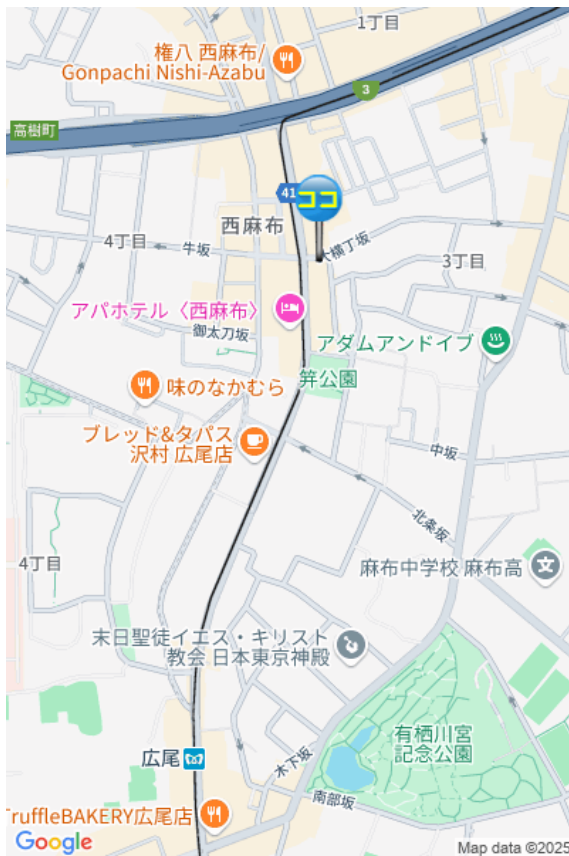 1丁目
権八 西麻布/
Gonpachi Nishi-Azabu
3
高樹町
41
ココ
西麻布
4丁目
牛坂
大横丁坂
3丁目
アパホテル〈西麻布〉
御太刀坂
アダムアンドイブ
笄公園
味のなかむら
ブレッド&タパス
沢村 広尾店
中坂
北条坂
4丁目
麻布中学校 麻布高
末日聖徒イエス・キリスト
教会 日本東京神殿
有栖川宮
記念公園
広尾
木下坂
南部坂
TruffleBAKERY広尾店
Google
Map data ©2025